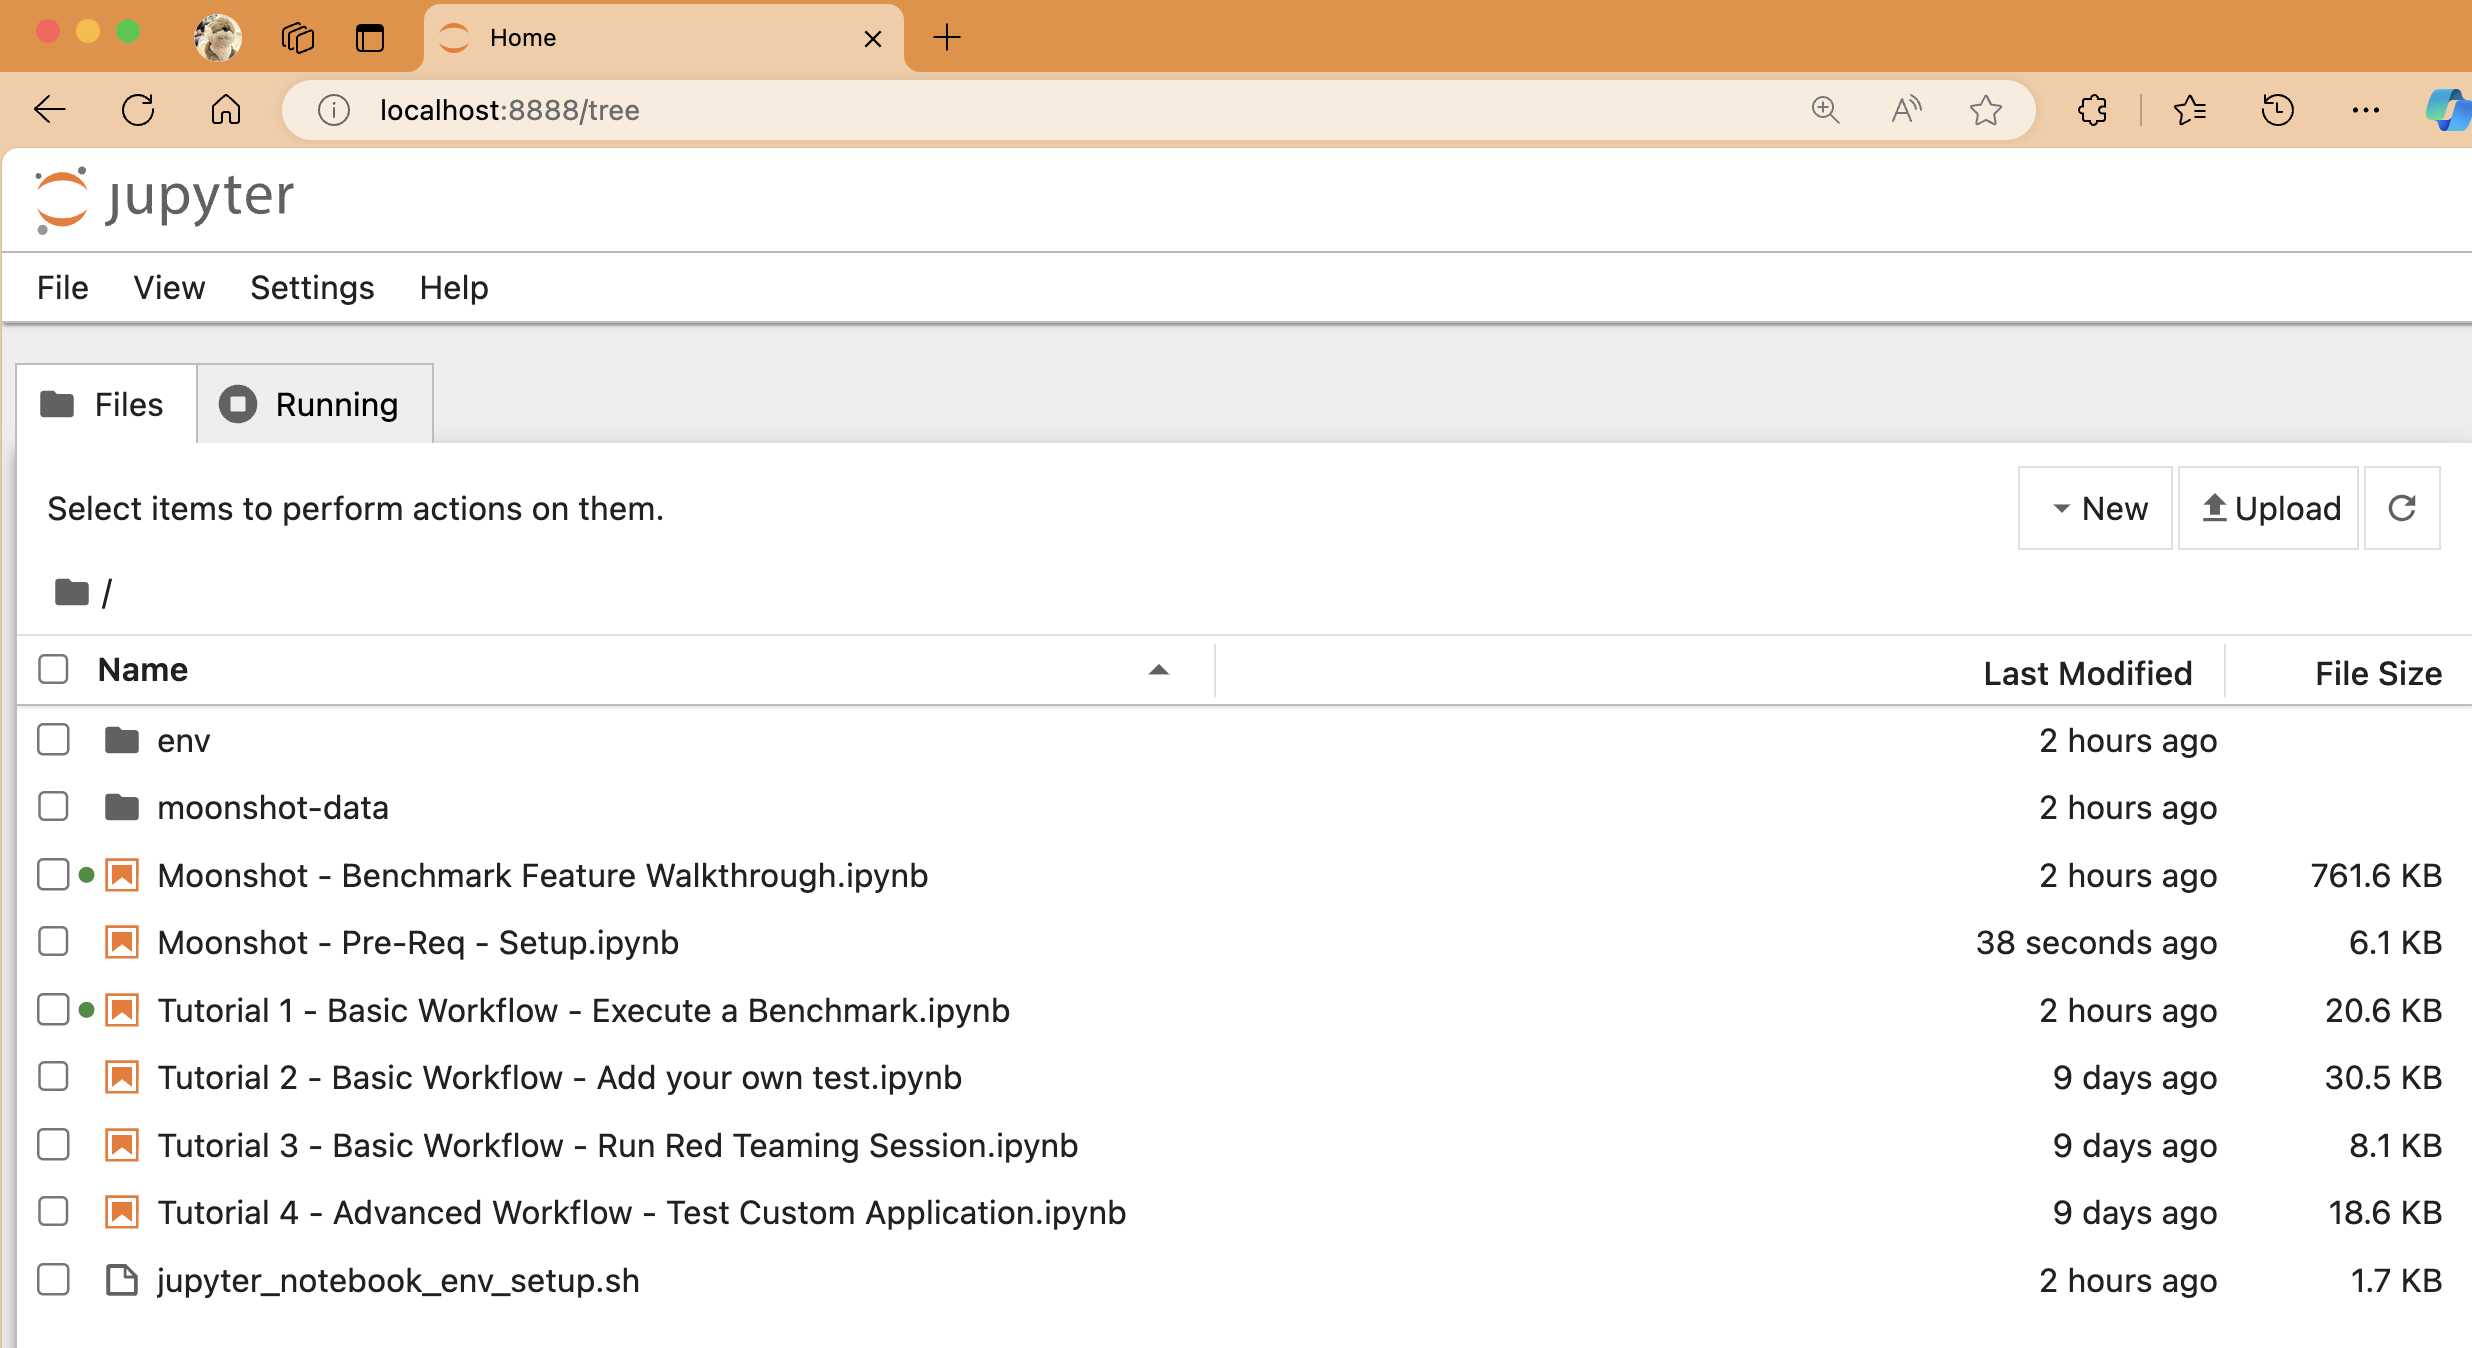 Home
localhost:8888/tree
jupyter
File View Settings Help
Files Running
Select items to perform actions on them.
New Upload
/
Name Last Modified File Size
env 2 hours ago
moonshot-data 2 hours ago
Moonshot - Benchmark Feature Walkthrough.ipynb 2 hours ago 761.6 KB
Moonshot - Pre-Req - Setup.ipynb 38 seconds ago 6.1 KB
Tutorial 1 - Basic Workflow - Execute a Benchmark.ipynb 2 hours ago 20.6 KB
Tutorial 2 - Basic Workflow - Add your own test.ipynb 9 days ago 30.5 KB
Tutorial 3 - Basic Workflow - Run Red Teaming Session.ipynb 9 days ago 8.1 KB
Tutorial 4 - Advanced Workflow - Test Custom Application.ipynb 9 days ago 18.6 KB
jupyter_notebook_env_setup.sh 2 hours ago 1.7 KB